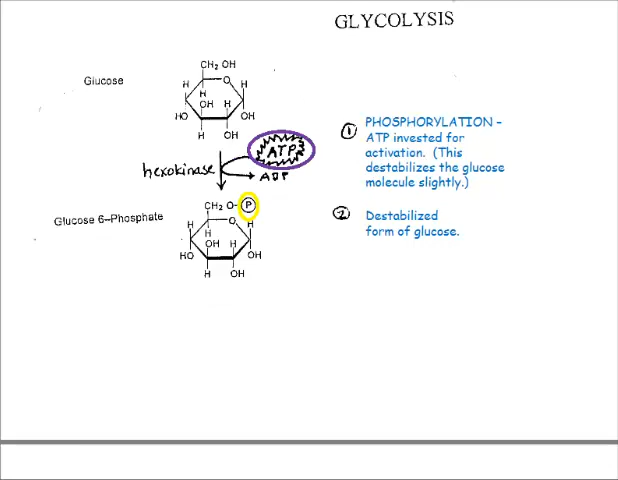 GLYCOLYSIS
CH2 OH
Glucose
H
O
H
H
OH
H
HO
OH
H
OH
1
PHOSPHORYLATION –
ATP invested for
activation. (This
destabilizes the glucose
molecule slightly.)
ATP
hexokinase
ADP
CH2 O-
P
Glucose 6-Phosphate
H
O
H
H
OH
H
HO
OH
H
OH
2
Destabilized
form of glucose.